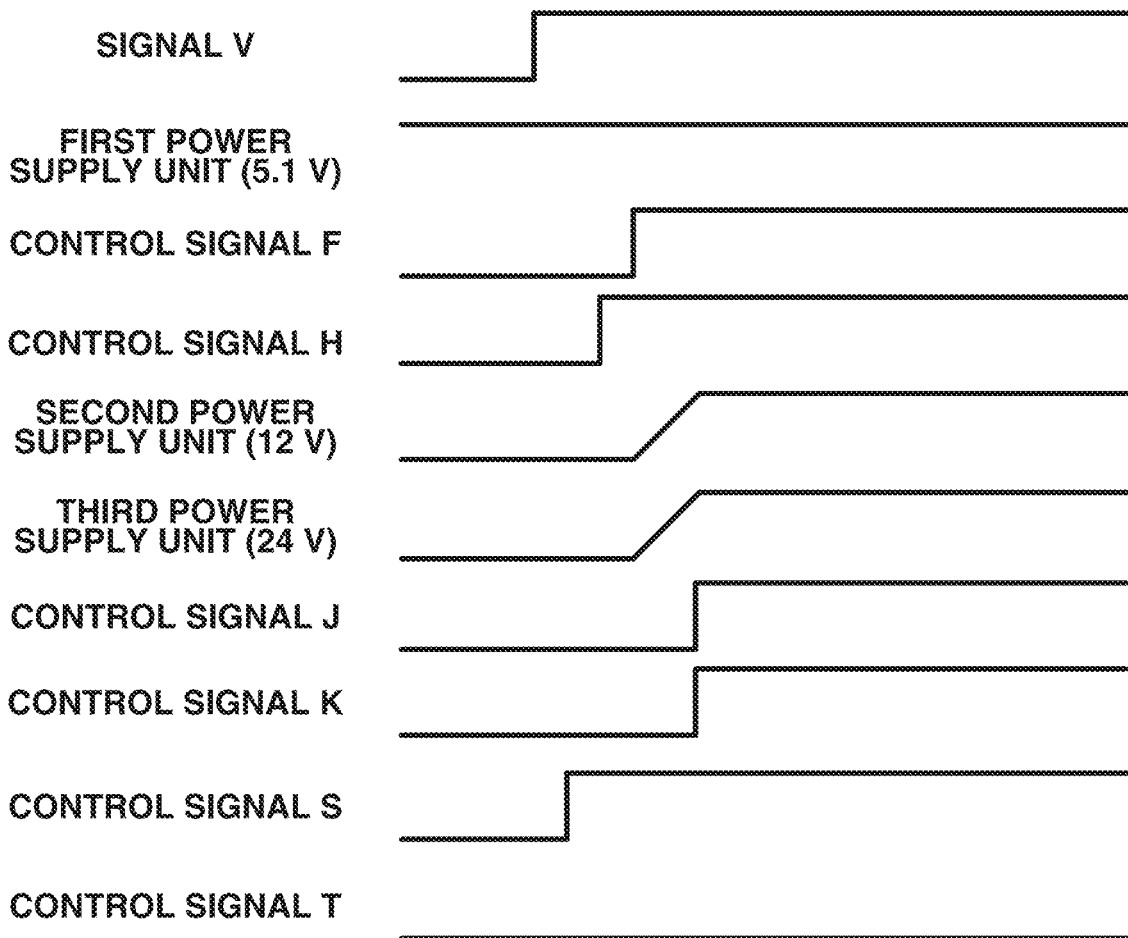 SIGNAL V
FIRST POWER
SUPPLY UNIT (5.1 V)
CONTROL SIGNAL F
CONTROL SIGNAL H
SECOND POWER
SUPPLY UNIT (12 V)
THIRD POWER
SUPPLY UNIT (24 V)
CONTROL SIGNAL J
CONTROL SIGNAL K
CONTROL SIGNAL S
CONTROL SIGNAL T